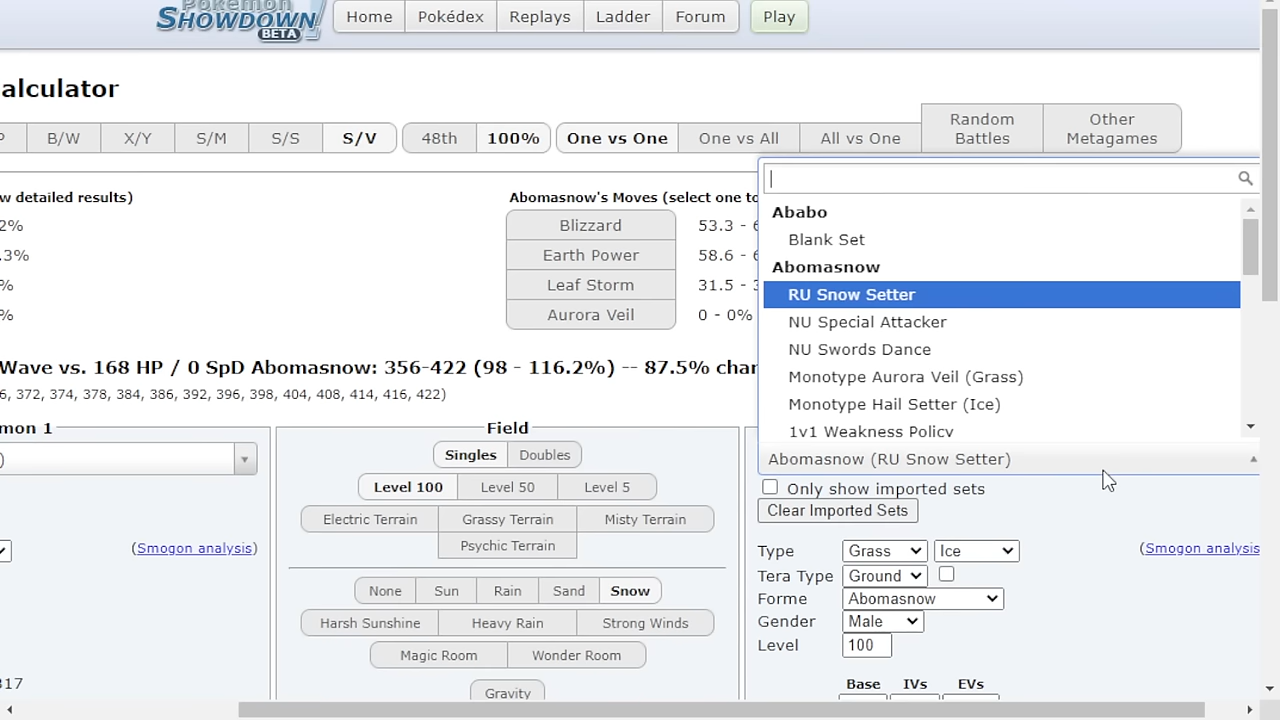 Pokémon
SHOWDOWN!
BETA
Home Pokédex Replays Ladder Forum Play
alculator
P B/W X/Y S/M S/S S/V 48th 100% One vs One One vs All All vs One Random Battles Other Metagames
w detailed results)
2%
.3%
%
%
Abomasnow's Moves (select one to
Blizzard 53.3 - 6
Earth Power 58.6 - 6
Leaf Storm 31.5 - 3
Aurora Veil 0 - 0%
Ababo
Blank Set
Abomasnow
RU Snow Setter
NU Special Attacker
NU Swords Dance
Monotype Aurora Veil (Grass)
Monotype Hail Setter (Ice)
1v1 Weakness Policy
Abomasnow (RU Snow Setter)
Wave vs. 168 HP / 0 SpD Abomasnow: 356-422 (98 - 116.2%) -- 87.5% chan
6, 372, 374, 378, 384, 386, 392, 396, 398, 404, 408, 414, 416, 422)
mon 1
)
(Smogon analysis)
317
Field
Singles Doubles
Level 100 Level 50 Level 5
Electric Terrain Grassy Terrain Misty Terrain
Psychic Terrain
None Sun Rain Sand Snow
Harsh Sunshine Heavy Rain Strong Winds
Magic Room Wonder Room
Gravity
Only show imported sets
Clear Imported Sets
Type Grass Ice (Smogon analysis
Tera Type Ground
Forme Abomasnow
Gender Male
Level 100
Base IVs EVs